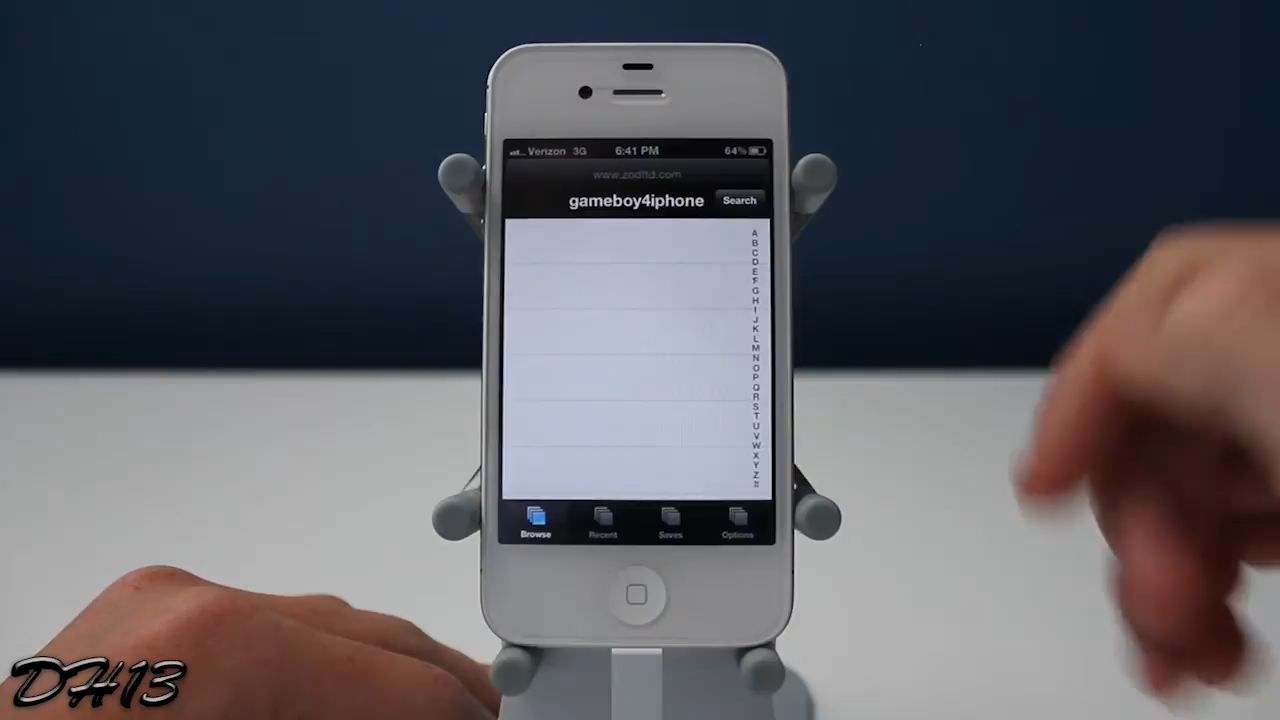 Verizon 3G 6:41 PM 64%
www.zodttd.com
gameboy4iphone Search
A
B
C
D
E
F
G
H
I
J
K
L
M
N
O
P
Q
R
S
T
U
V
W
X
Y
Z
#
Browse Recent Saves Options
DH13